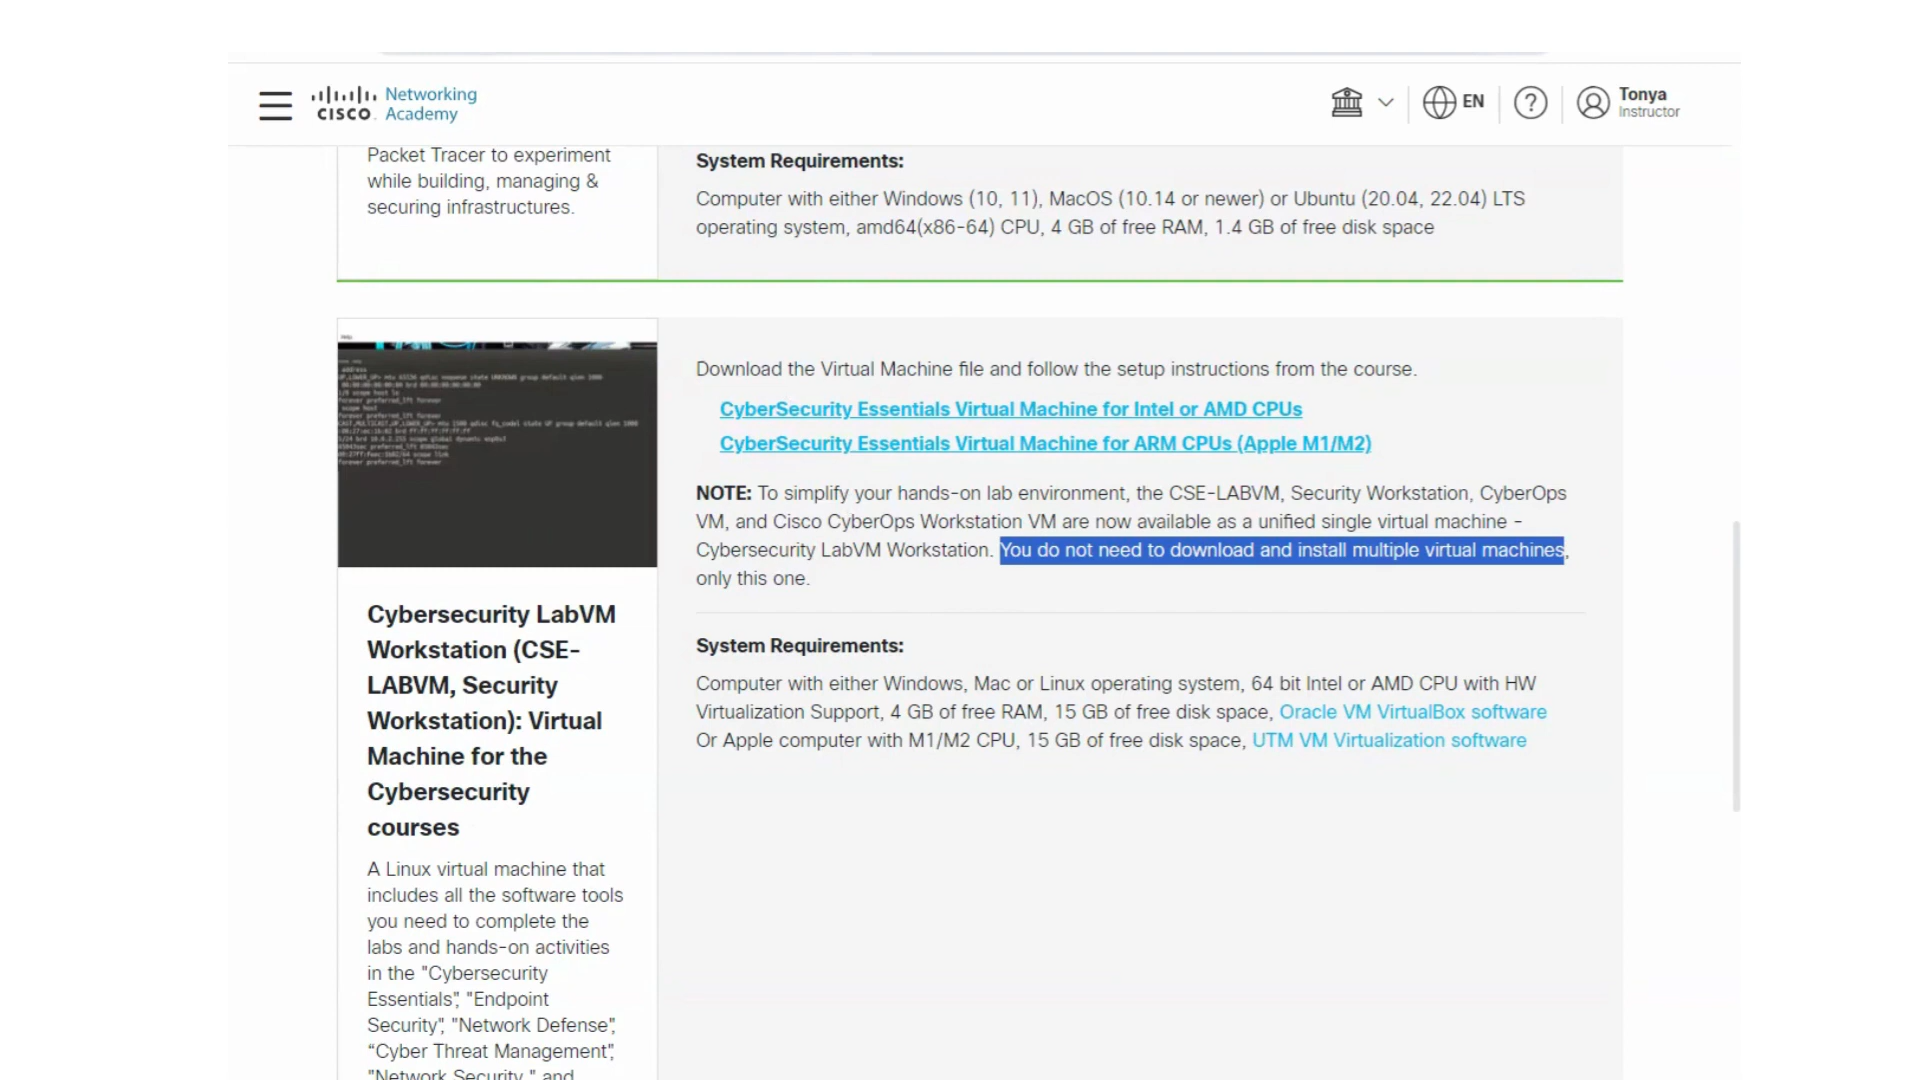 Networking
Academy
CISCO
EN
?
Tonya
Instructor
Packet Tracer to experiment
while building, managing &
securing infrastructures.
System Requirements:
Computer with either Windows (10, 11), MacOS (10.14 or newer) or Ubuntu (20.04, 22.04) LTS
operating system, amd64(x86-64) CPU, 4 GB of free RAM, 1.4 GB of free disk space
Download the Virtual Machine file and follow the setup instructions from the course.
CyberSecurity Essentials Virtual Machine for Intel or AMD CPUs
CyberSecurity Essentials Virtual Machine for ARM CPUs (Apple M1/M2)
NOTE: To simplify your hands-on lab environment, the CSE-LABVM, Security Workstation, CyberOps
VM, and Cisco CyberOps Workstation VM are now available as a unified single virtual machine -
Cybersecurity LabVM Workstation. You do not need to download and install multiple virtual machines,
only this one.
System Requirements:
Computer with either Windows, Mac or Linux operating system, 64 bit Intel or AMD CPU with HW
Virtualization Support, 4 GB of free RAM, 15 GB of free disk space, Oracle VM VirtualBox software
Or Apple computer with M1/M2 CPU, 15 GB of free disk space, UTM VM Virtualization software
Cybersecurity LabVM
Workstation (CSE-
LABVM, Security
Workstation): Virtual
Machine for the
Cybersecurity
courses
A Linux virtual machine that
includes all the software tools
you need to complete the
labs and hands-on activities
in the "Cybersecurity
Essentials", "Endpoint
Security", "Network Defense",
“Cyber Threat Management”,
"Network Security," and